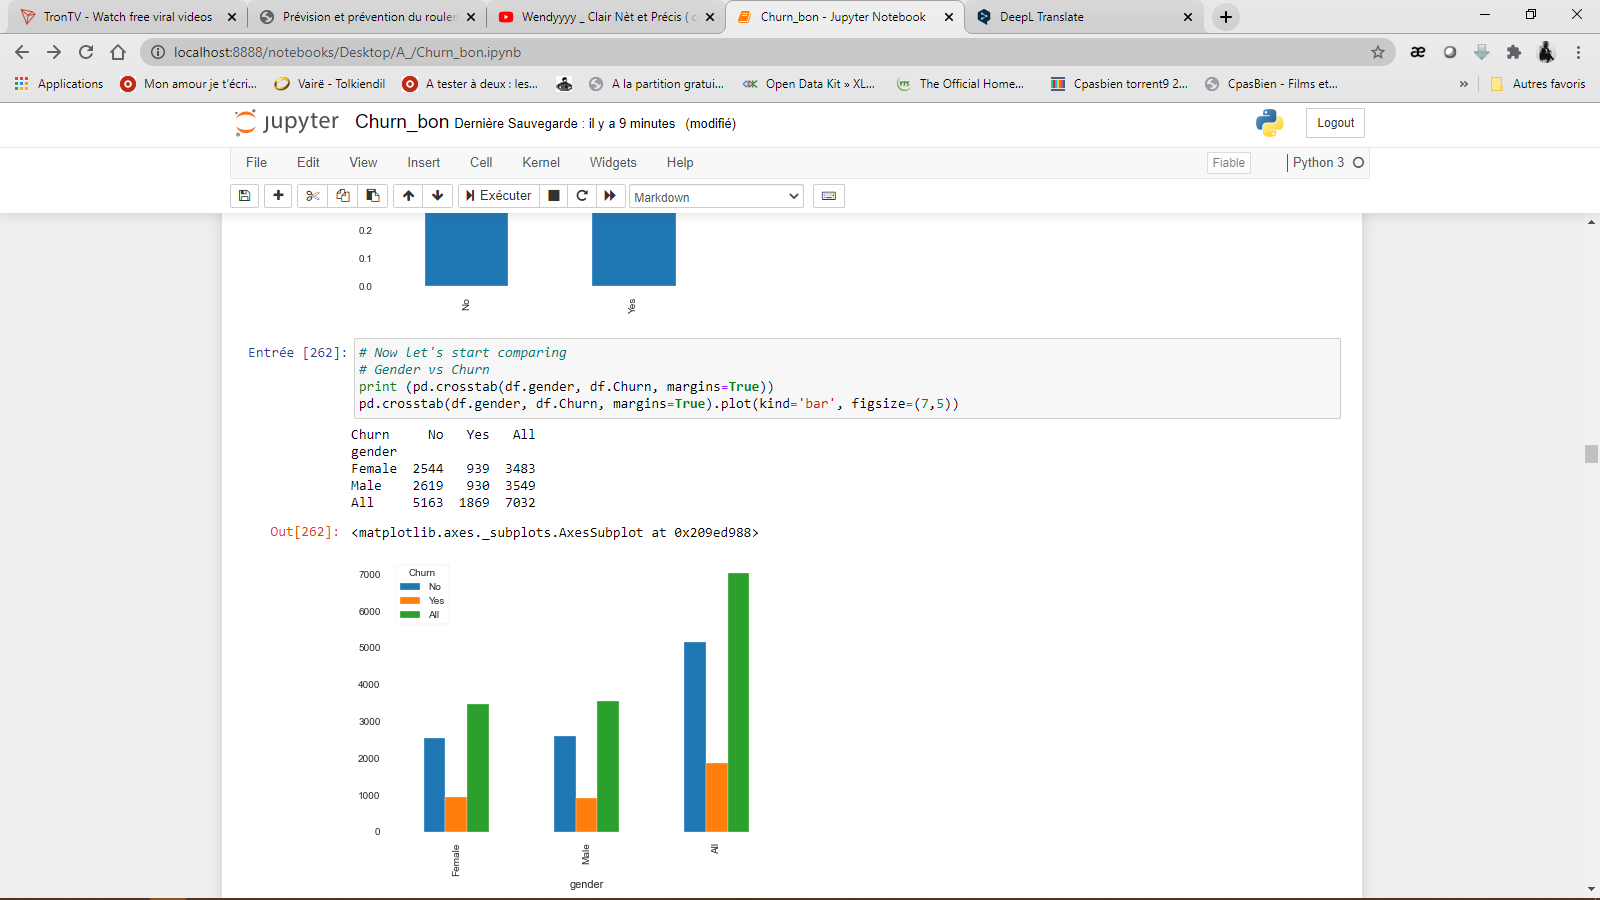 TronTV - Watch free viral videos
Prévision et prévention du rouler
Wendyyyy _ Clair Nèt et Précis ( c
Churn_bon - Jupyter Notebook
DeepL Translate
localhost:8888/notebooks/Desktop/A_/Churn_bon.ipynb
Applications
Mon amour je t'écri...
Vairë - Tolkiendil
A tester à deux : les...
A la partition gratui...
Open Data Kit » XL...
The Official Home...
Cpasbien torrent9 2...
CpasBien - Films et...
»
Autres favoris
jupyter Churn_bon Dernière Sauvegarde : il y a 9 minutes (modifié)
Logout
File Edit View Insert Cell Kernel Widgets Help
Fiable
Python 3
Exécuter
Markdown
0.2
0.1
0.0
No
Yes
Entrée [262]:
# Now let's start comparing
# Gender vs Churn
print (pd.crosstab(df.gender, df.Churn, margins=True))
pd.crosstab(df.gender, df.Churn, margins=True).plot(kind='bar', figsize=(7,5))
Churn No Yes All
gender
Female 2544 939 3483
Male 2619 930 3549
All 5163 1869 7032
Out[262]: <matplotlib.axes._subplots.AxesSubplot at 0x209ed988>
Churn
No
Yes
All
7000
6000
5000
4000
3000
2000
1000
0
Female
Male
All
gender